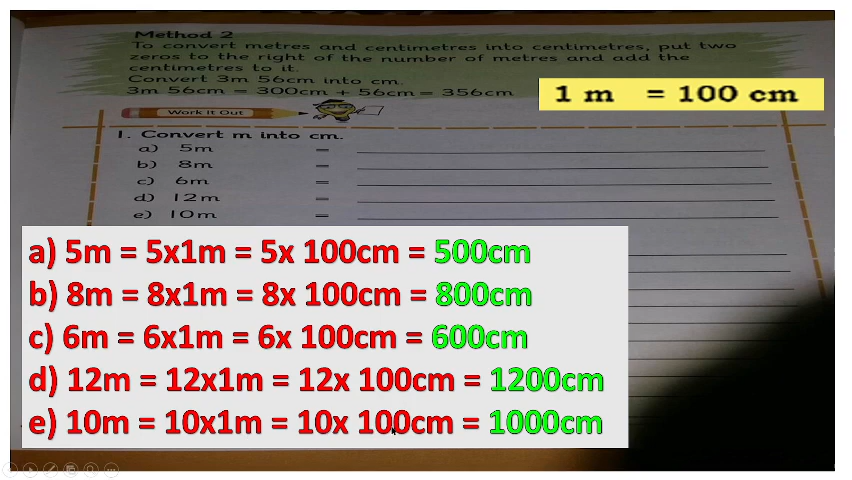 Method 2
To convert metres and centimetres into centimetres, put two
zeros to the right of the number of metres and add the
centimetres to it.
Convert 3m 56cm into cm.
3m 56cm = 300cm + 56cm = 356cm
1 m = 100 cm
Work It Out
1. Convert m into cm.
a) 5m =
b) 8m =
c) 6m =
d) 12m =
e) 10m =
a) 5m = 5x1m = 5x 100cm = 500cm
b) 8m = 8x1m = 8x 100cm = 800cm
c) 6m = 6x1m = 6x 100cm = 600cm
d) 12m = 12x1m = 12x 100cm = 1200cm
e) 10m = 10x1m = 10x 100cm = 1000cm